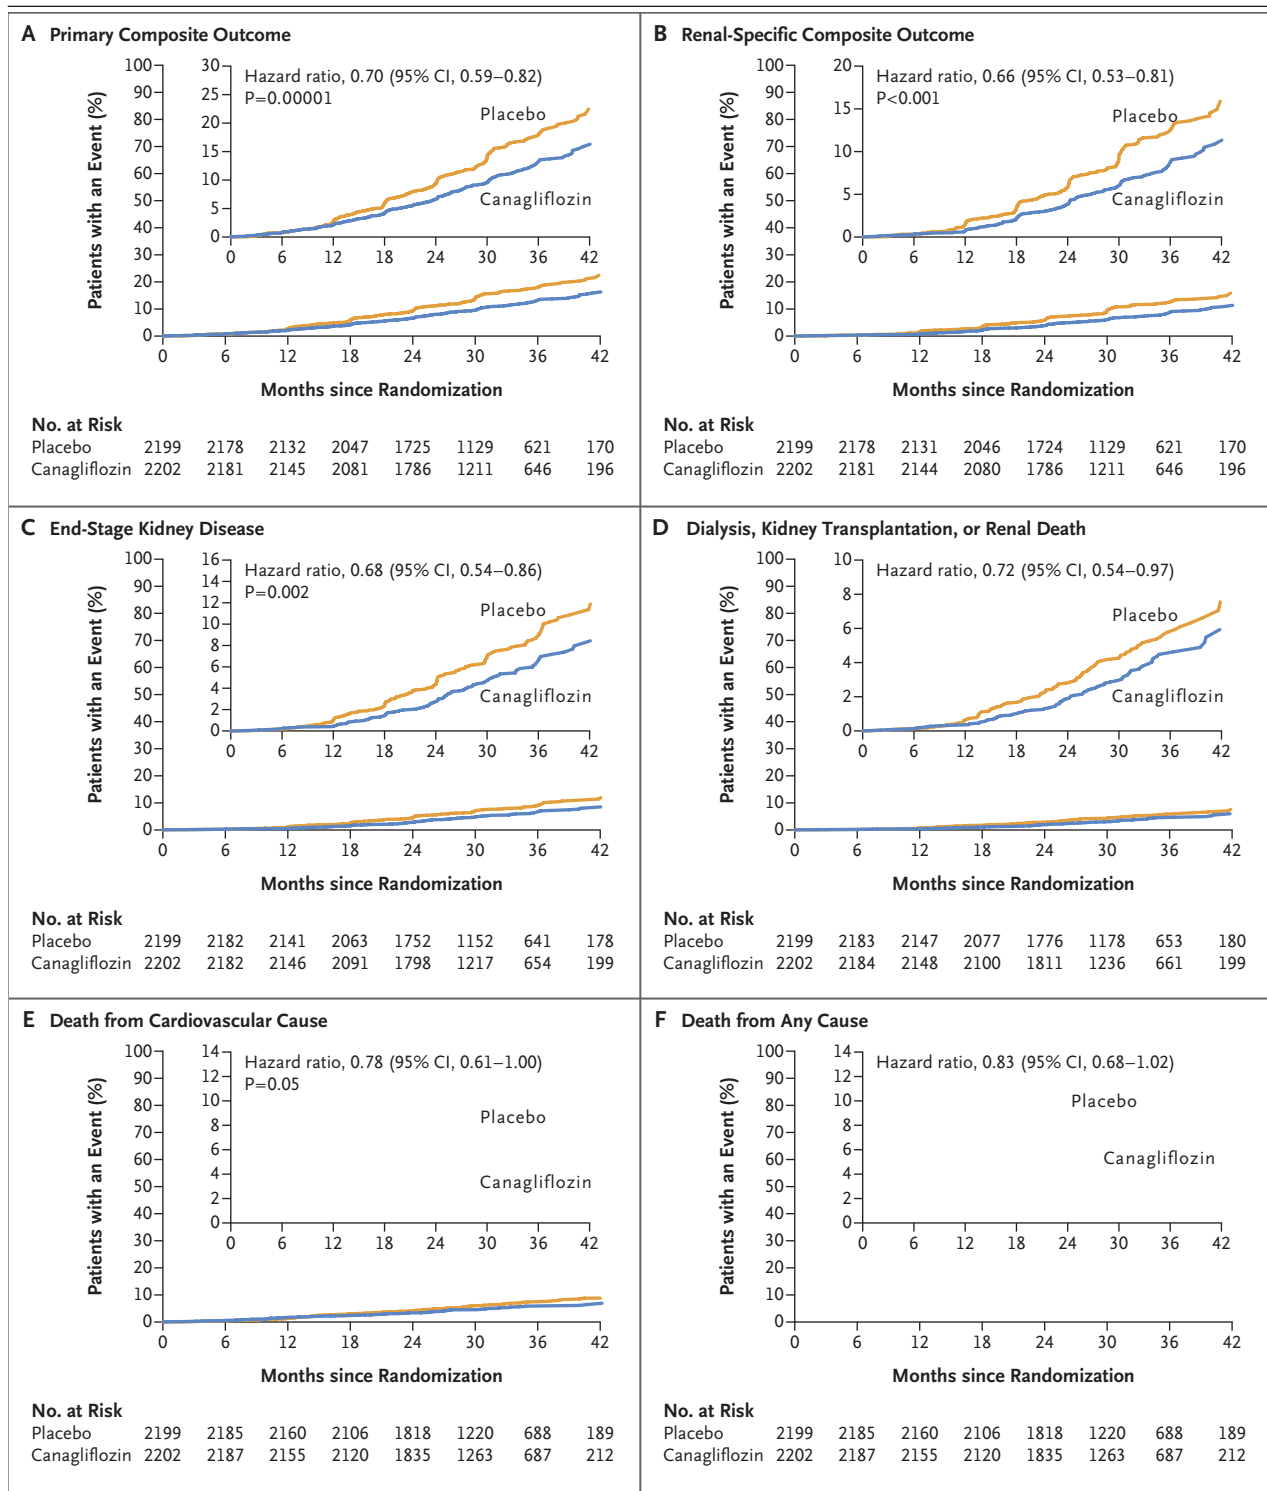 A Primary Composite Outcome
Patients with an Event (%)
100
90
80
70
60
50
40
30
20
10
0
0 6 12 18 24 30 36 42
30
25
20
15
10
5
0
0 6 12 18 24 30 36 42
Hazard ratio, 0.70 (95% CI, 0.59–0.82)
P=0.00001
Placebo
Canagliflozin
Months since Randomization
No. at Risk
Placebo 2199 2178 2132 2047 1725 1129 621 170
Canagliflozin 2202 2181 2145 2081 1786 1211 646 196
B Renal-Specific Composite Outcome
Patients with an Event (%)
100
90
80
70
60
50
40
30
20
10
0
0 6 12 18 24 30 36 42
20
15
10
5
0
0 6 12 18 24 30 36 42
Hazard ratio, 0.66 (95% CI, 0.53–0.81)
P<0.001
Placebo
Canagliflozin
Months since Randomization
No. at Risk
Placebo 2199 2178 2131 2046 1724 1129 621 170
Canagliflozin 2202 2181 2144 2080 1786 1211 646 196
C End-Stage Kidney Disease
Patients with an Event (%)
100
90
80
70
60
50
40
30
20
10
0
0 6 12 18 24 30 36 42
16
14
12
10
8
6
4
2
0
0 6 12 18 24 30 36 42
Hazard ratio, 0.68 (95% CI, 0.54–0.86)
P=0.002
Placebo
Canagliflozin
Months since Randomization
No. at Risk
Placebo 2199 2182 2141 2063 1752 1152 641 178
Canagliflozin 2202 2182 2146 2091 1798 1217 654 199
D Dialysis, Kidney Transplantation, or Renal Death
Patients with an Event (%)
100
90
80
70
60
50
40
30
20
10
0
0 6 12 18 24 30 36 42
10
8
6
4
2
0
0 6 12 18 24 30 36 42
Hazard ratio, 0.72 (95% CI, 0.54–0.97)
Placebo
Canagliflozin
Months since Randomization
No. at Risk
Placebo 2199 2183 2147 2077 1776 1178 653 180
Canagliflozin 2202 2184 2148 2100 1811 1236 661 199
E Death from Cardiovascular Cause
Patients with an Event (%)
100
90
80
70
60
50
40
30
20
10
0
0 6 12 18 24 30 36 42
14
12
10
8
6
4
2
0
0 6 12 18 24 30 36 42
Hazard ratio, 0.78 (95% CI, 0.61–1.00)
P=0.05
Placebo
Canagliflozin
Months since Randomization
No. at Risk
Placebo 2199 2185 2160 2106 1818 1220 688 189
Canagliflozin 2202 2187 2155 2120 1835 1263 687 212
F Death from Any Cause
Patients with an Event (%)
100
90
80
70
60
50
40
30
20
10
0
0 6 12 18 24 30 36 42
14
12
10
8
6
4
2
0
0 6 12 18 24 30 36 42
Hazard ratio, 0.83 (95% CI, 0.68–1.02)
Placebo
Canagliflozin
Months since Randomization
No. at Risk
Placebo 2199 2185 2160 2106 1818 1220 688 189
Canagliflozin 2202 2187 2155 2120 1835 1263 687 212